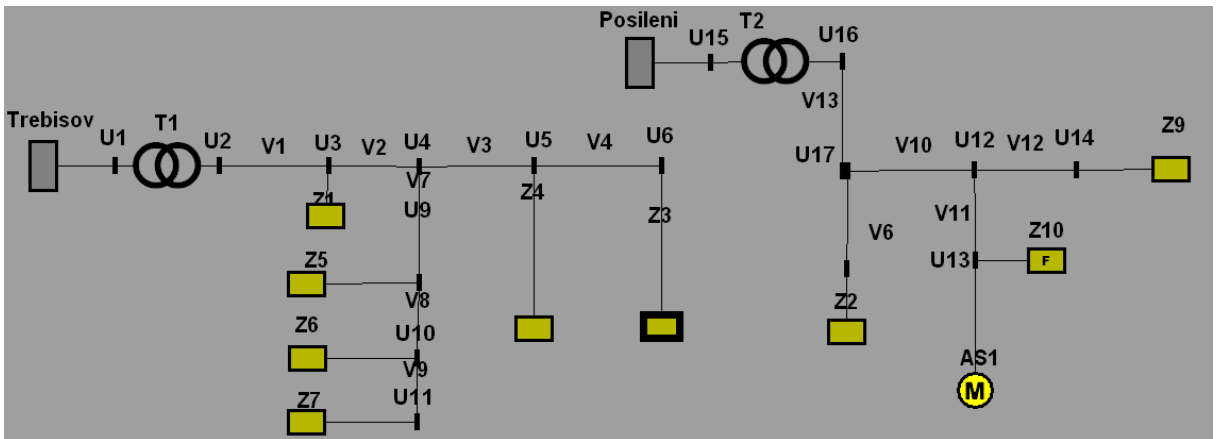 Posileni
T2
U15
U16
V13
Trebisov
T1
U1
U2
V1
U3
V2
U4
V3
U5
V4
U6
U17
V10
U12
V12
U14
Z9
V7
Z1
U9
Z4
Z3
V11
Z10
V6
U13
F
Z5
V8
Z2
Z6
U10
V9
AS1
M
Z7
U11